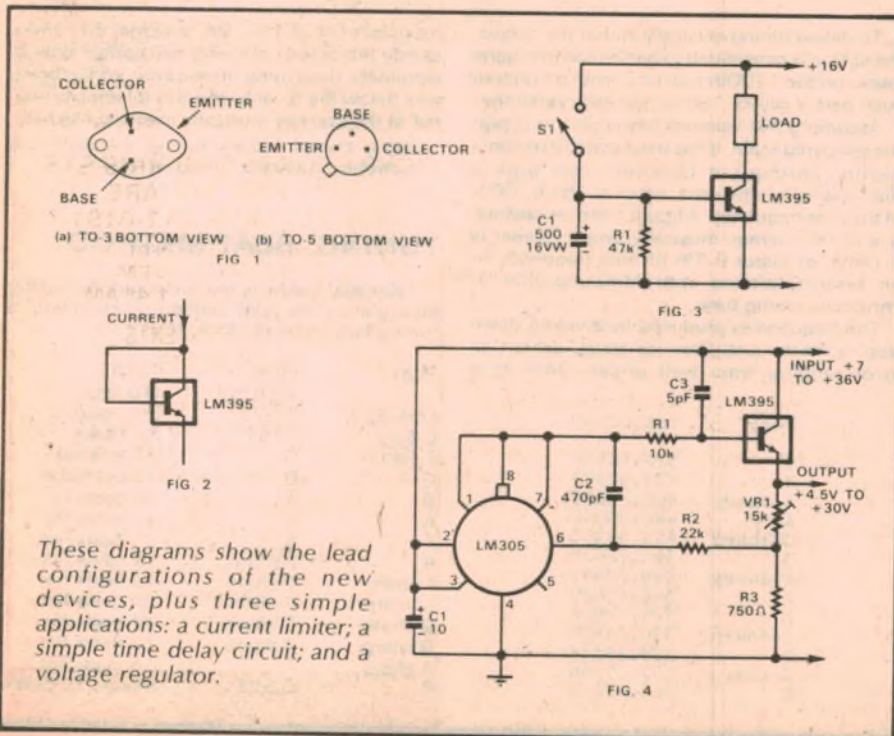 COLLECTOR
EMITTER
BASE
(a) TO-3 BOTTOM VIEW
BASE
EMITTER
COLLECTOR
(b) TO-5 BOTTOM VIEW
FIG 1
CURRENT
LM395
FIG. 2
+16V
S1
LOAD
LM395
C1
500
16VW
R1
47k
FIG. 3
INPUT +7
TO +36V
C3
5pF
LM395
R1
10k
OUTPUT
+4.5V TO
+30V
VR1
15k
C2
470pF
R2
22k
R3
750Ω
1
8
7
2
LM305
6
3
4
5
+
C1
10
FIG. 4
These diagrams show the lead
configurations of the new
devices, plus three simple
applications: a current limiter; a
simple time delay circuit; and a
voltage regulator.